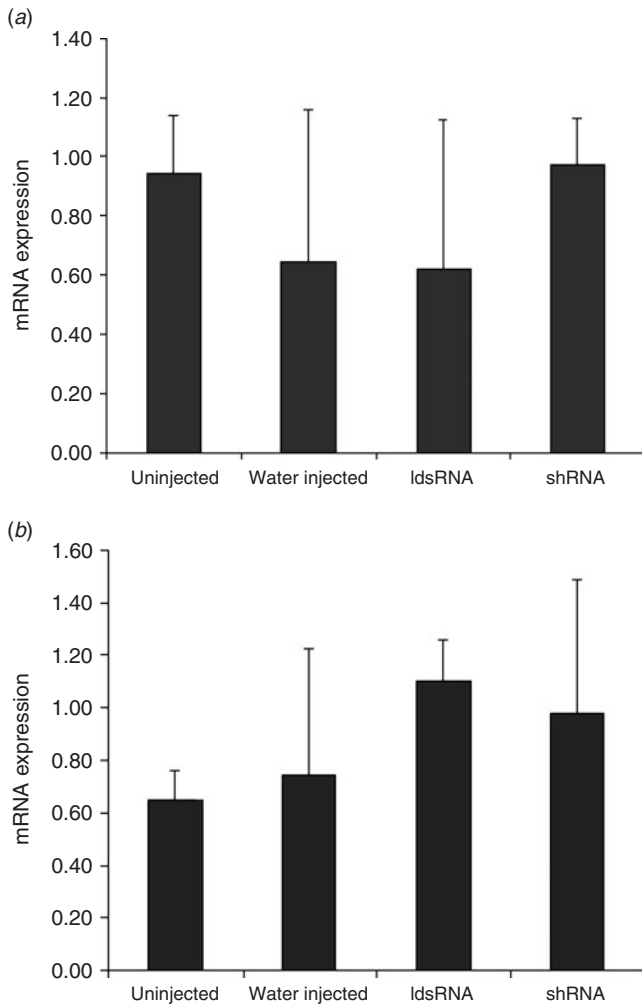 (a)
1.40
1.20
1.00
0.80
0.60
0.40
0.20
0.00
mRNA expression
Uninjected Water injected ldsRNA shRNA
(b)
1.60
1.40
1.20
1.00
0.80
0.60
0.40
0.20
0.00
mRNA expression
Uninjected Water injected ldsRNA shRNA